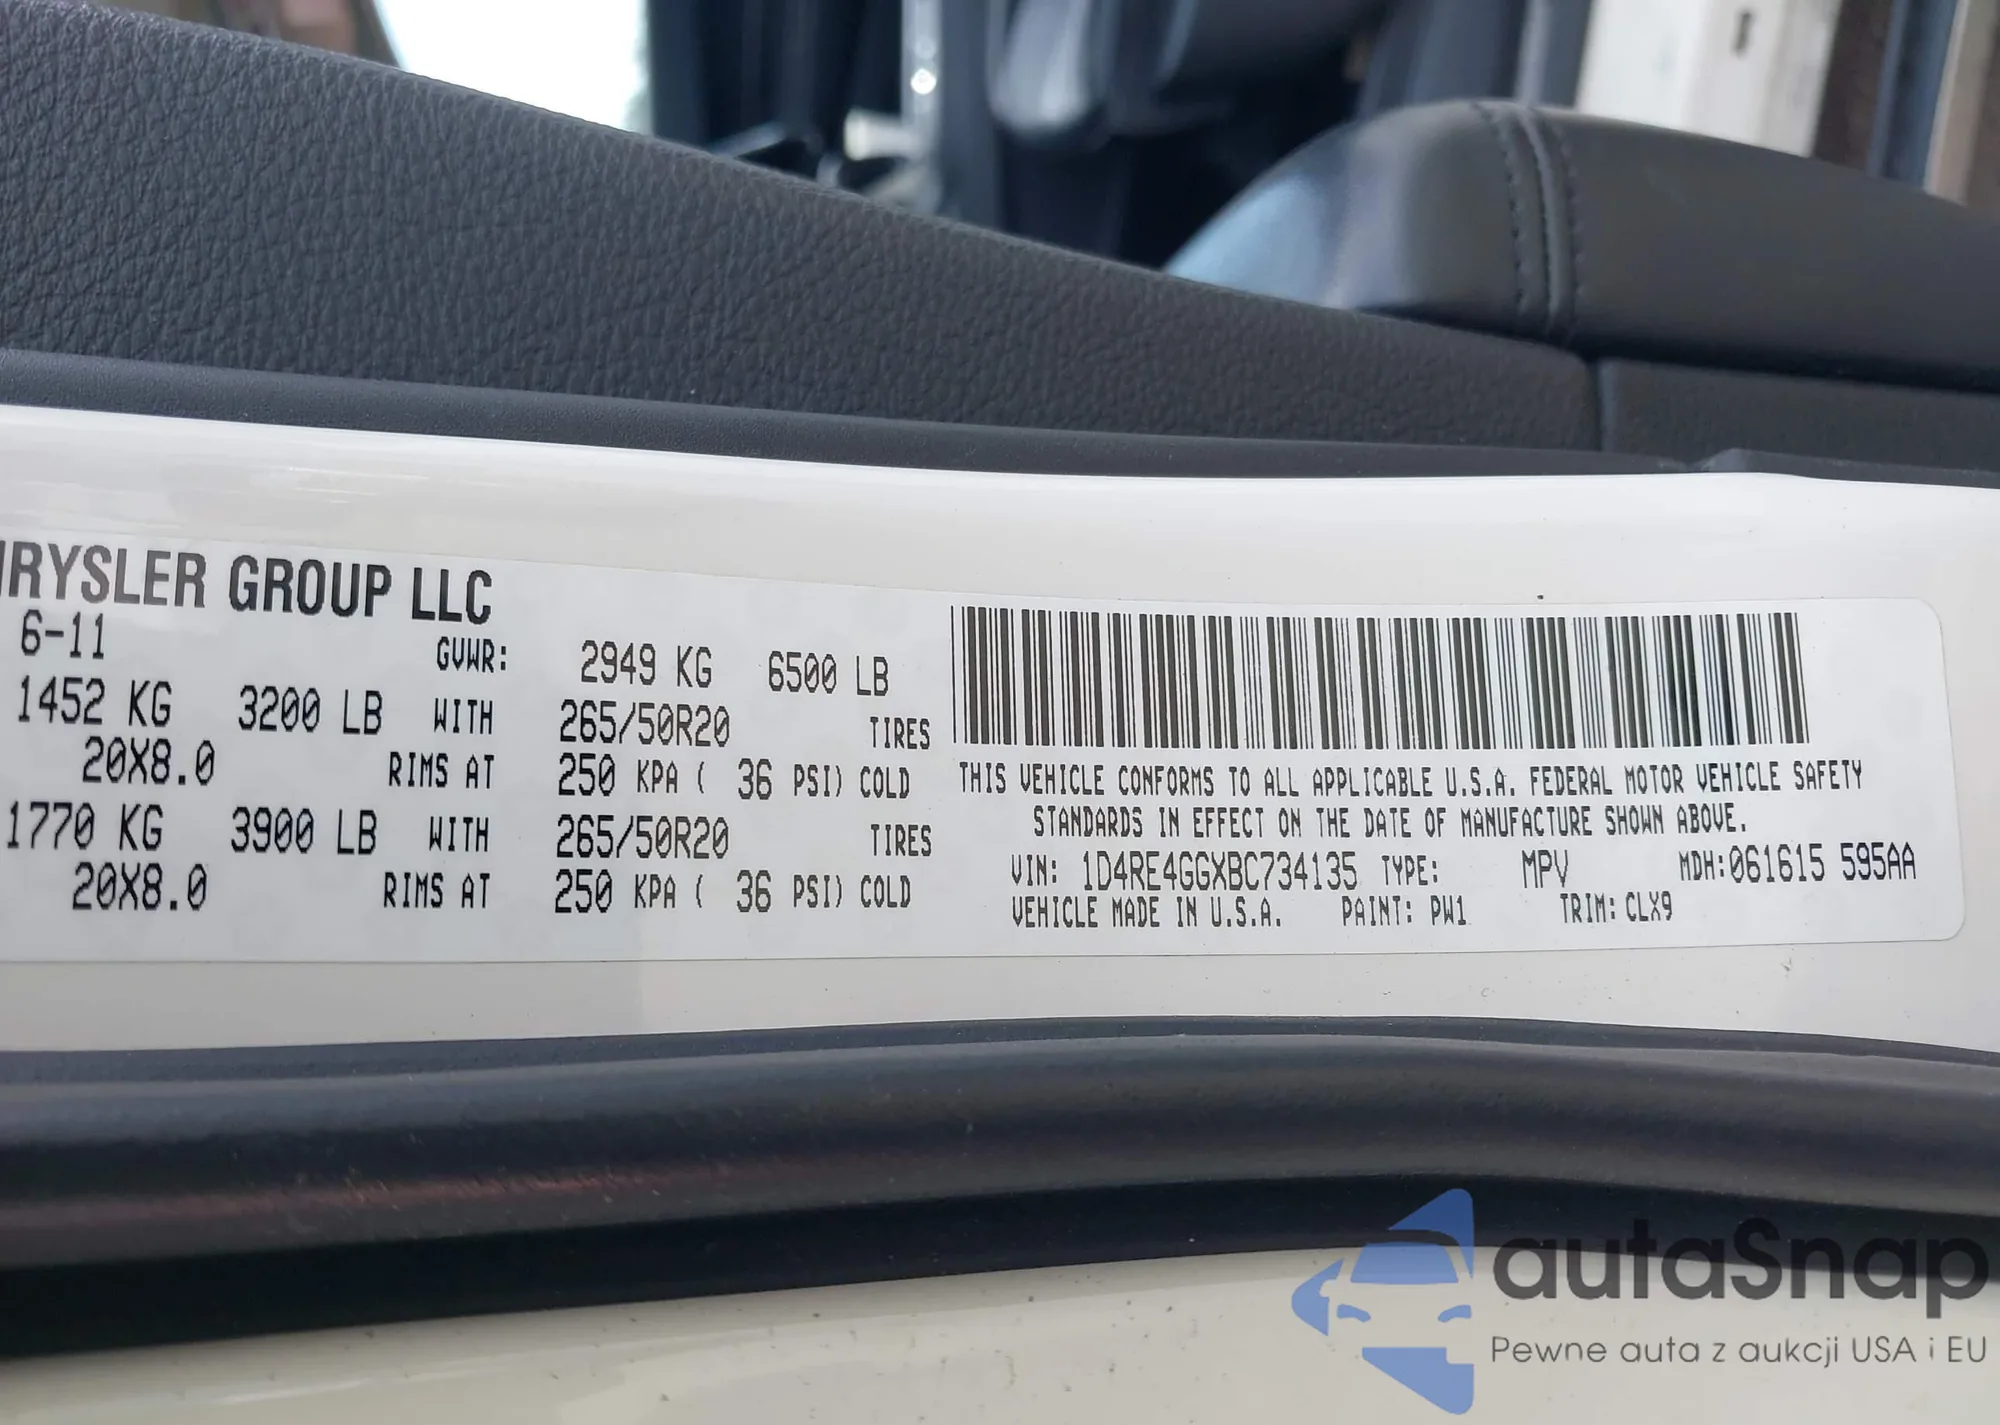 HRYSLER GROUP LLC
6-11 GVWR: 2949 KG 6500 LB
1452 KG 3200 LB WITH 265/50R20 TIRES
20X8.0 RIMS AT 250 KPA ( 36 PSI) COLD
1770 KG 3900 LB WITH 265/50R20 TIRES
20X8.0 RIMS AT 250 KPA ( 36 PSI) COLD
THIS VEHICLE CONFORMS TO ALL APPLICABLE U.S.A. FEDERAL MOTOR VEHICLE SAFETY
STANDARDS IN EFFECT ON THE DATE OF MANUFACTURE SHOWN ABOVE.
VIN: 1D4RE4GGXBC734135 TYPE: MPV MDH:061615 595AA
VEHICLE MADE IN U.S.A. PAINT: PW1 TRIM: CLX9
autaSnap
Pewne auta z aukcji USA i EU